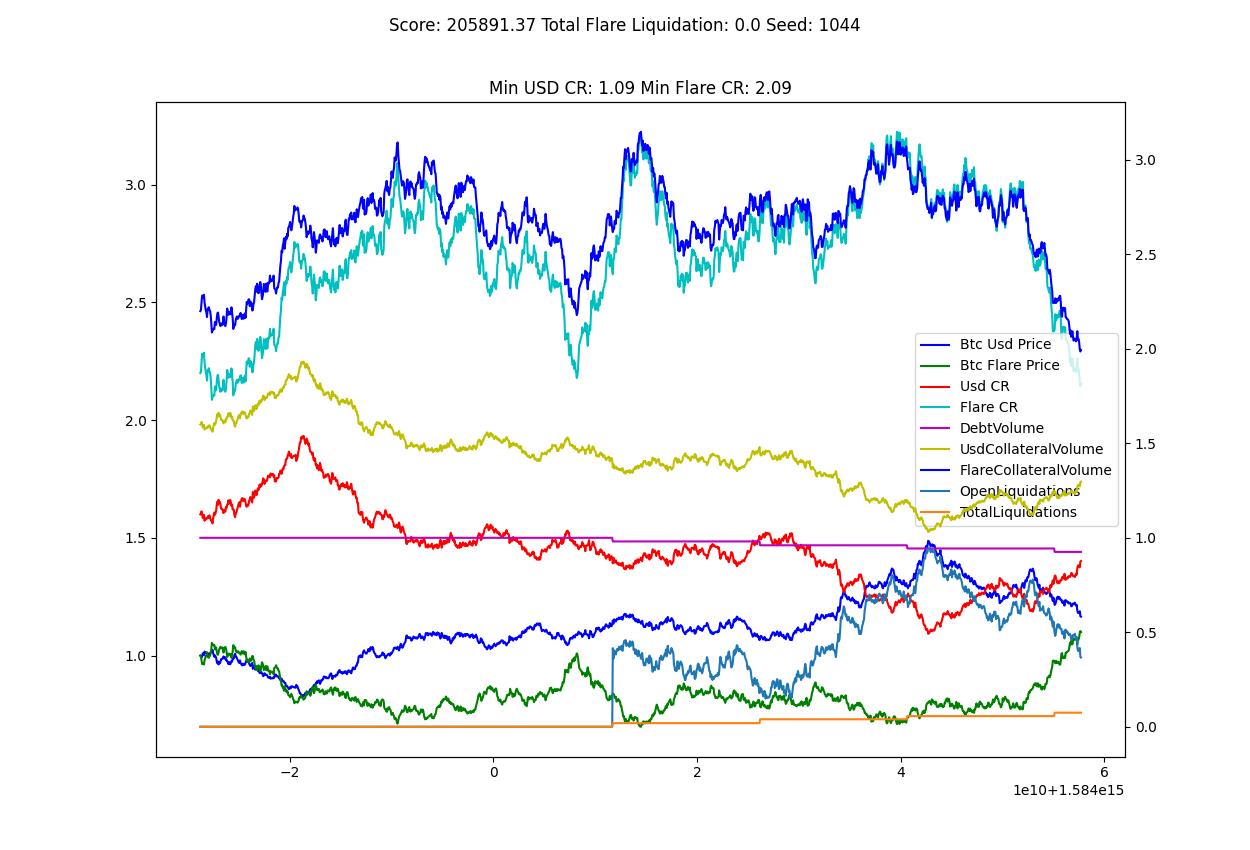 Score: 205891.37 Total Flare Liquidation: 0.0 Seed: 1044
Min USD CR: 1.09 Min Flare CR: 2.09
3.0
2.5
2.0
1.5
1.0
3.0
2.5
2.0
1.5
1.0
0.5
0.0
Btc Usd Price
Btc Flare Price
Usd CR
Flare CR
DebtVolume
UsdCollateralVolume
FlareCollateralVolume
OpenLiquidations
TotalLiquidations
−2 0 2 4 6
1e10+1.584e15